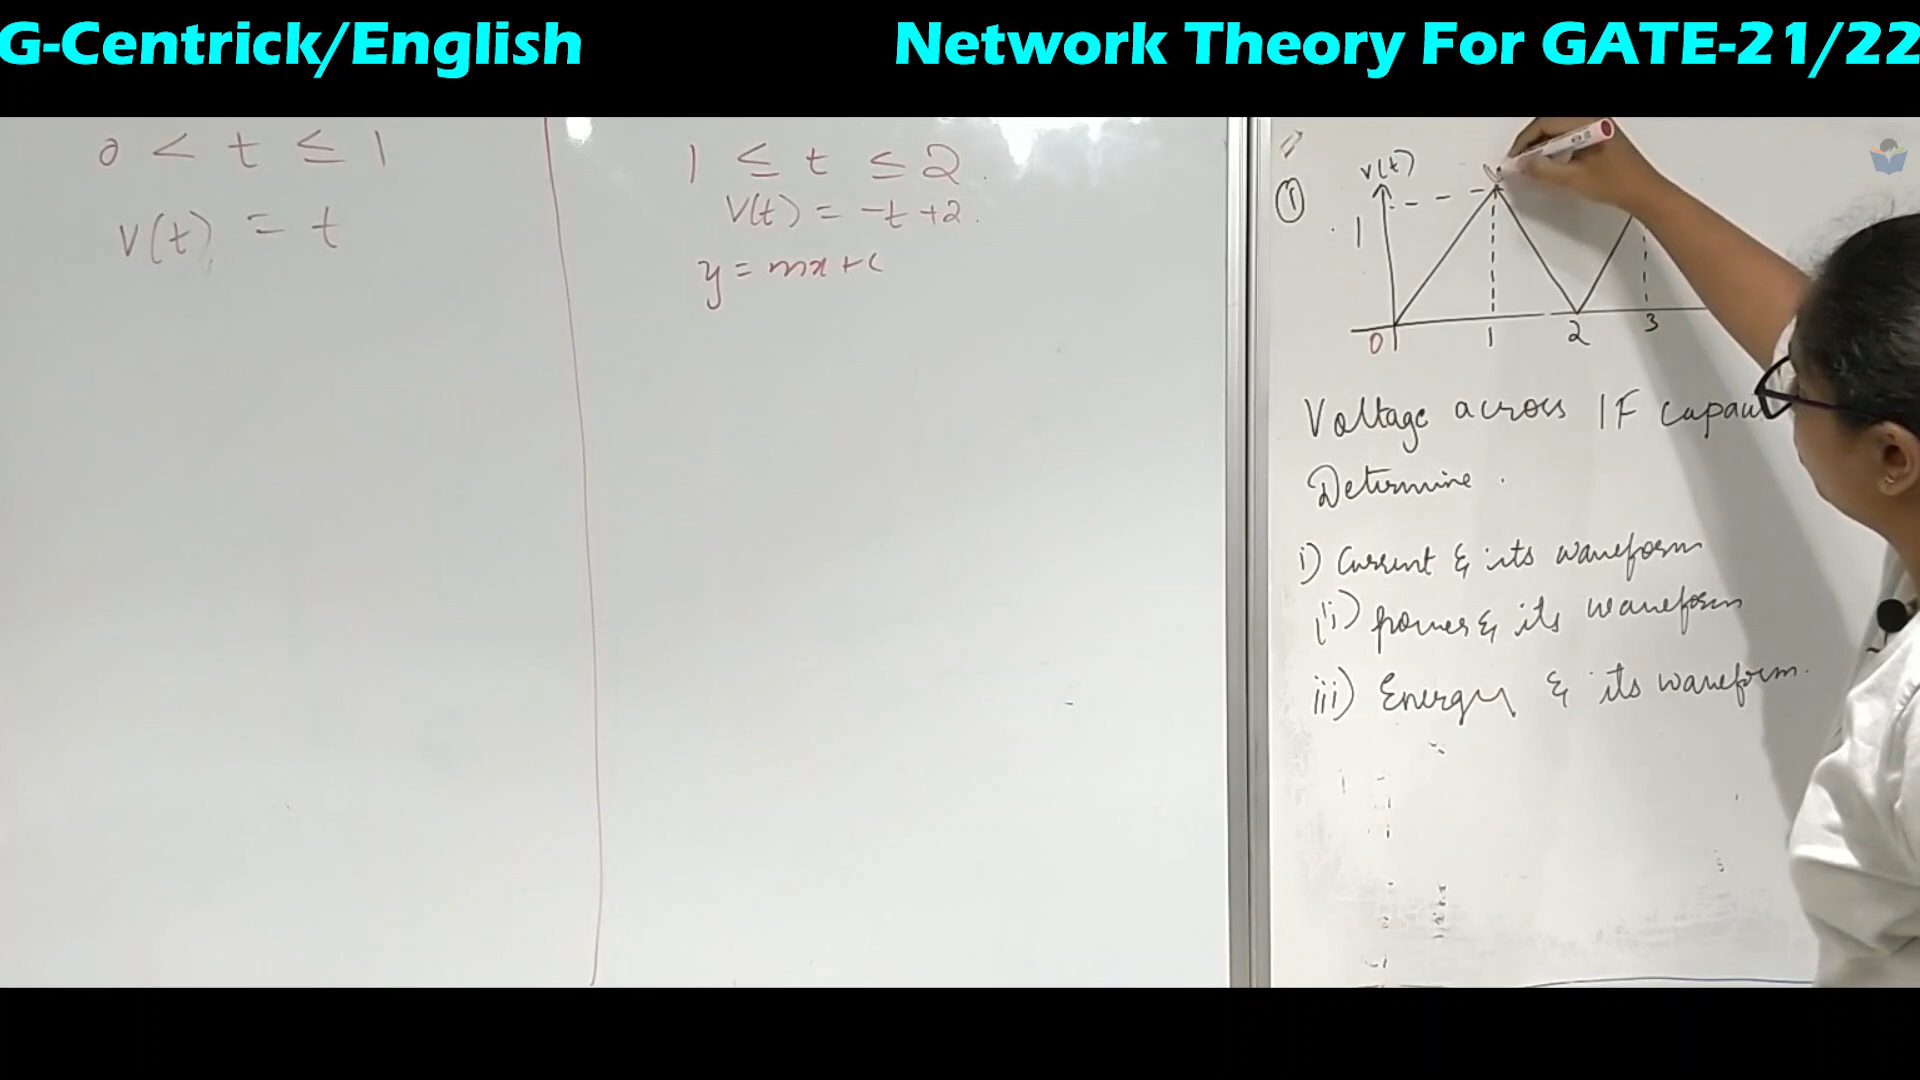 G-Centrick/English
Network Theory For GATE-21/22
0 < t ≤ 1
v(t) = t
1 ≤ t ≤ 2.
V(t) = -t +2.
y = mx + c
①
v(t)
1
0 1 2 3
Voltage across 1F
Determine.
i) Current & its waveform
(ii) power & its waveform
iii) Energy & its waveform.